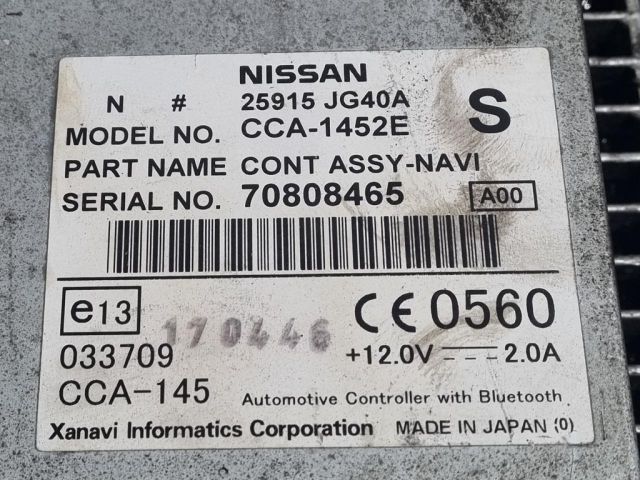 NISSAN
N # 25915 JG40A S
MODEL NO. CCA-1452E
PART NAME CONT ASSY-NAVI
SERIAL NO. 70808465 A00
e13 170446 CE 0560
033709 +12.0V 2.0A
CCA-145 Automotive Controller with Bluetooth
Xanavi Informatics Corporation MADE IN JAPAN (0)